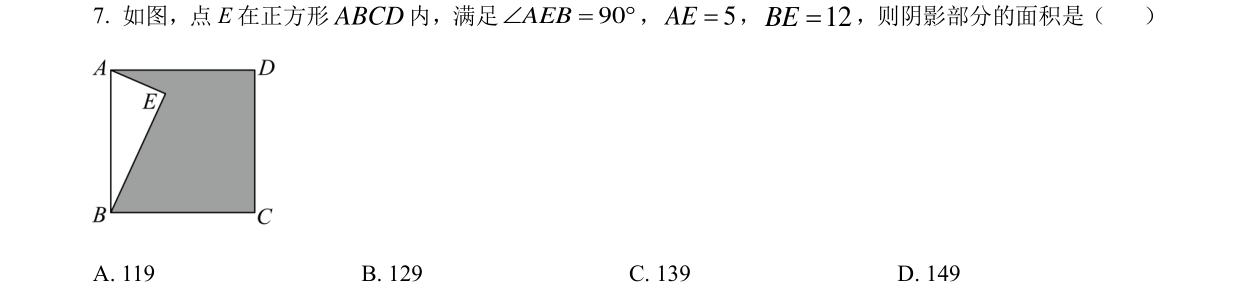 7. 如图，点 E 在正方形 ABCD 内，满足∠AEB = 90°，AE = 5，BE = 12，则阴影部分的面积是（  ）
A D
E
B C
A. 119 B. 129 C. 139 D. 149